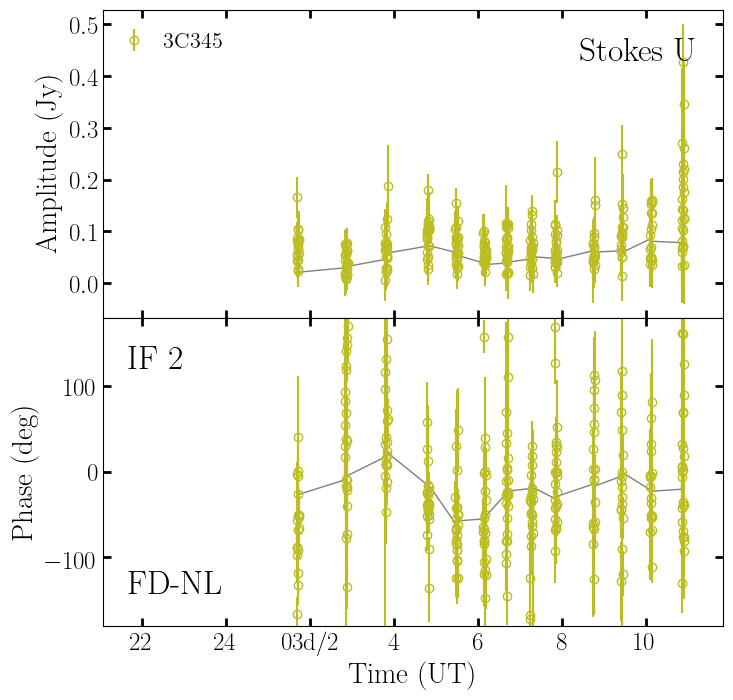 3C345
Stokes U
Amplitude (Jy)
0.5
0.4
0.3
0.2
0.1
0.0
IF 2
FD-NL
Phase (deg)
100
0
−100
22 24 03d/2 4 6 8 10
Time (UT)